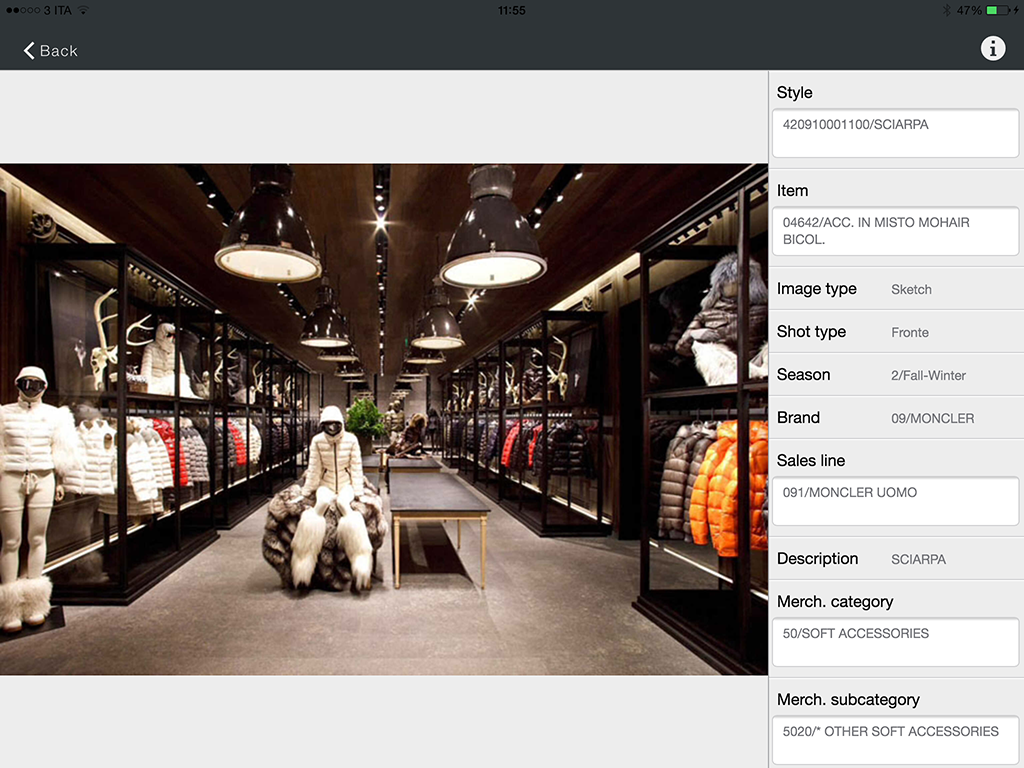 3 ITA
11:55
47%
Back
Style
420910001100/SCIARPA
Item
04642/ACC. IN MISTO MOHAIR
BICOL.
Image type Sketch
Shot type Fronte
Season 2/Fall-Winter
Brand 09/MONCLER
Sales line
091/MONCLER UOMO
Description SCIARPA
Merch. category
50/SOFT ACCESSORIES
Merch. subcategory
5020/* OTHER SOFT ACCESSORIES